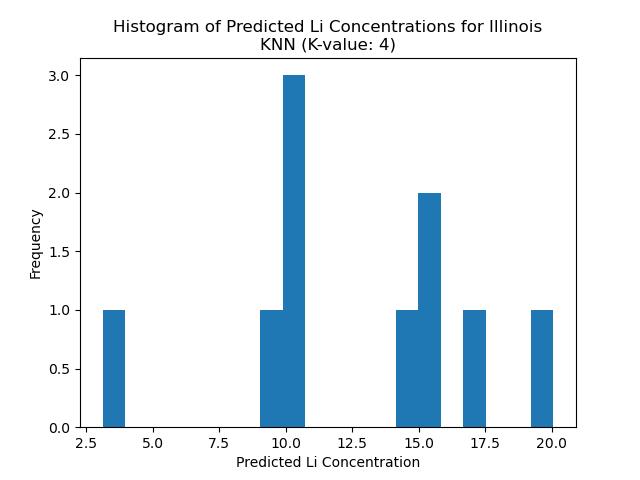 Histogram of Predicted Li Concentrations for Illinois
KNN (K-value: 4)
3.0
2.5
2.0
1.5
1.0
0.5
0.0
Frequency
2.5 5.0 7.5 10.0 12.5 15.0 17.5 20.0
Predicted Li Concentration